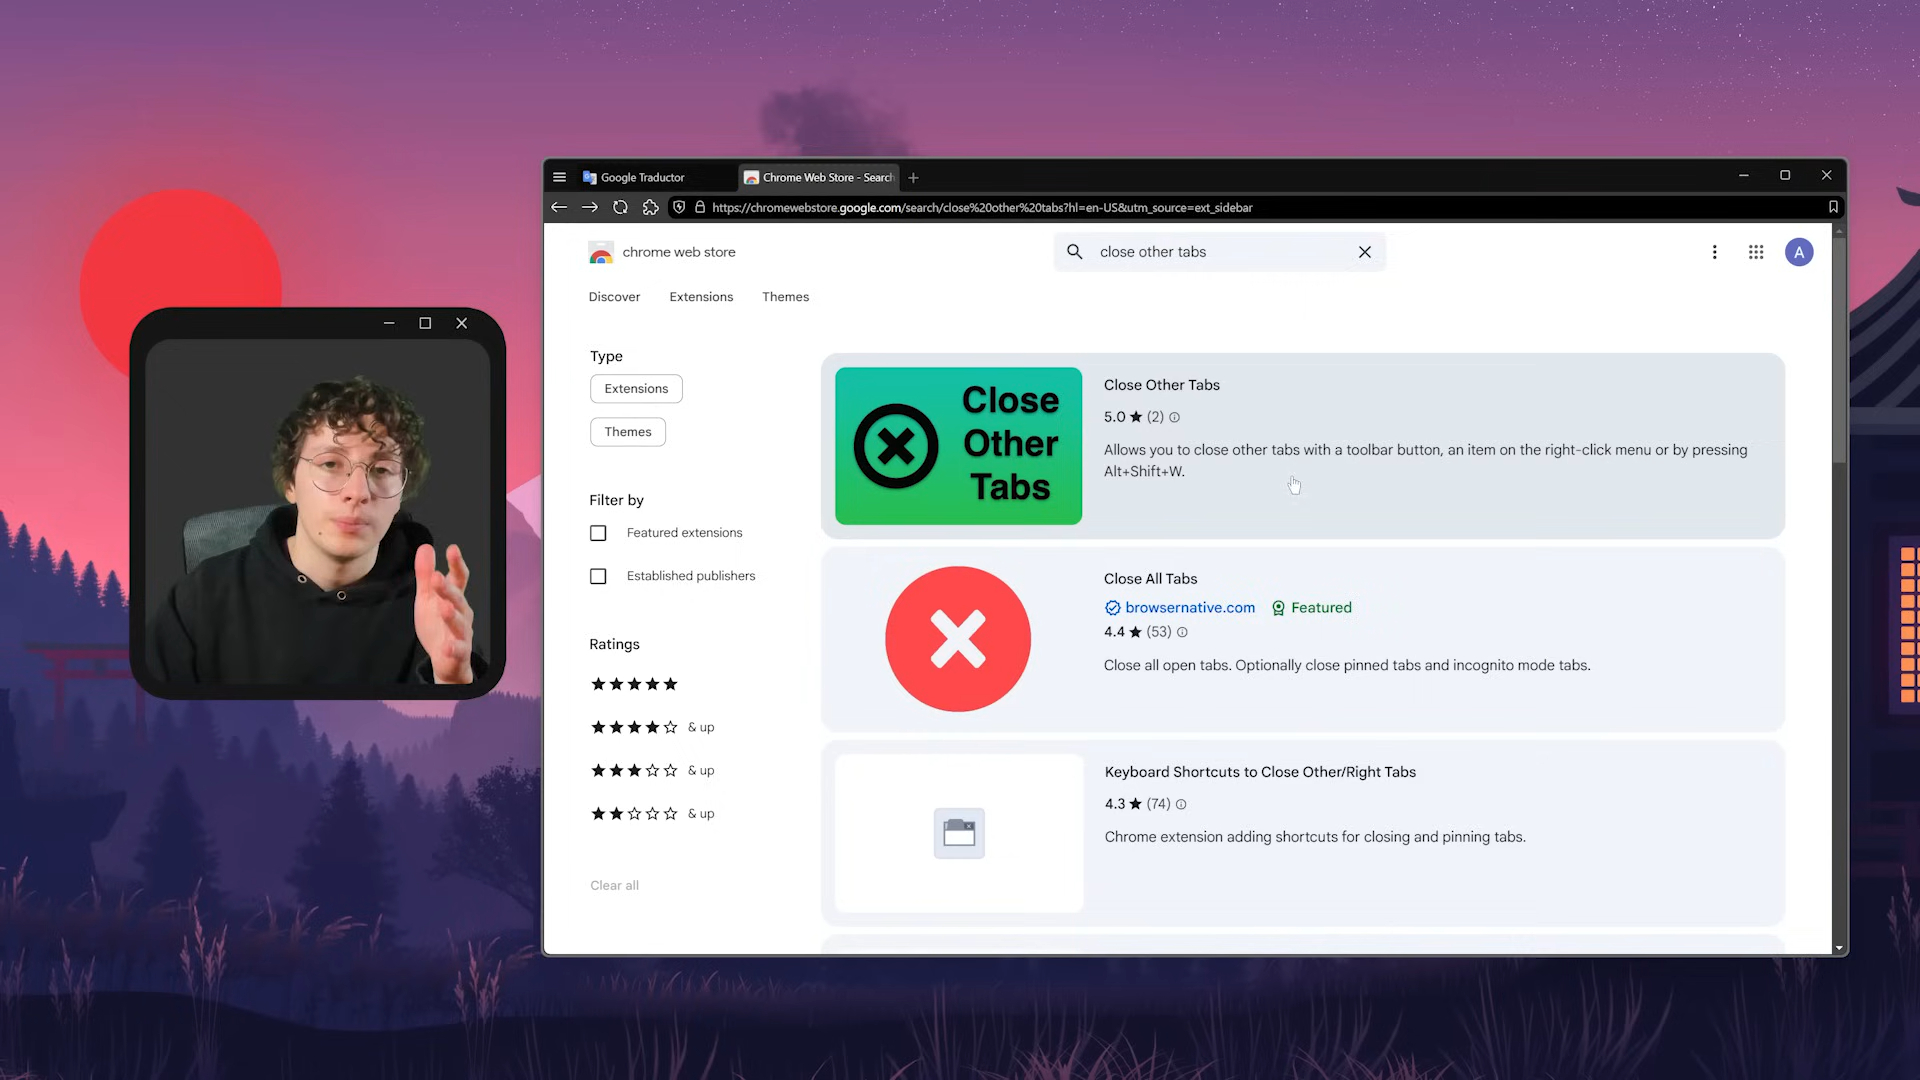 Google Traductor
Chrome Web Store - Search
https://chromewebstore.google.com/search/close%20other%20tabs?hl=en-US&utm_source=ext_sidebar
chrome web store
close other tabs
A
Discover
Extensions
Themes
Type
Extensions
Themes
Filter by
Featured extensions
Established publishers
Ratings
& up
& up
& up
Clear all
Close
Other
Tabs
Close Other Tabs
5.0 ★ (2)
Allows you to close other tabs with a toolbar button, an item on the right-click menu or by pressing
Alt+Shift+W.
Close All Tabs
browsernative.com Featured
4.4 ★ (53)
Close all open tabs. Optionally close pinned tabs and incognito mode tabs.
Keyboard Shortcuts to Close Other/Right Tabs
4.3 ★ (74)
Chrome extension adding shortcuts for closing and pinning tabs.